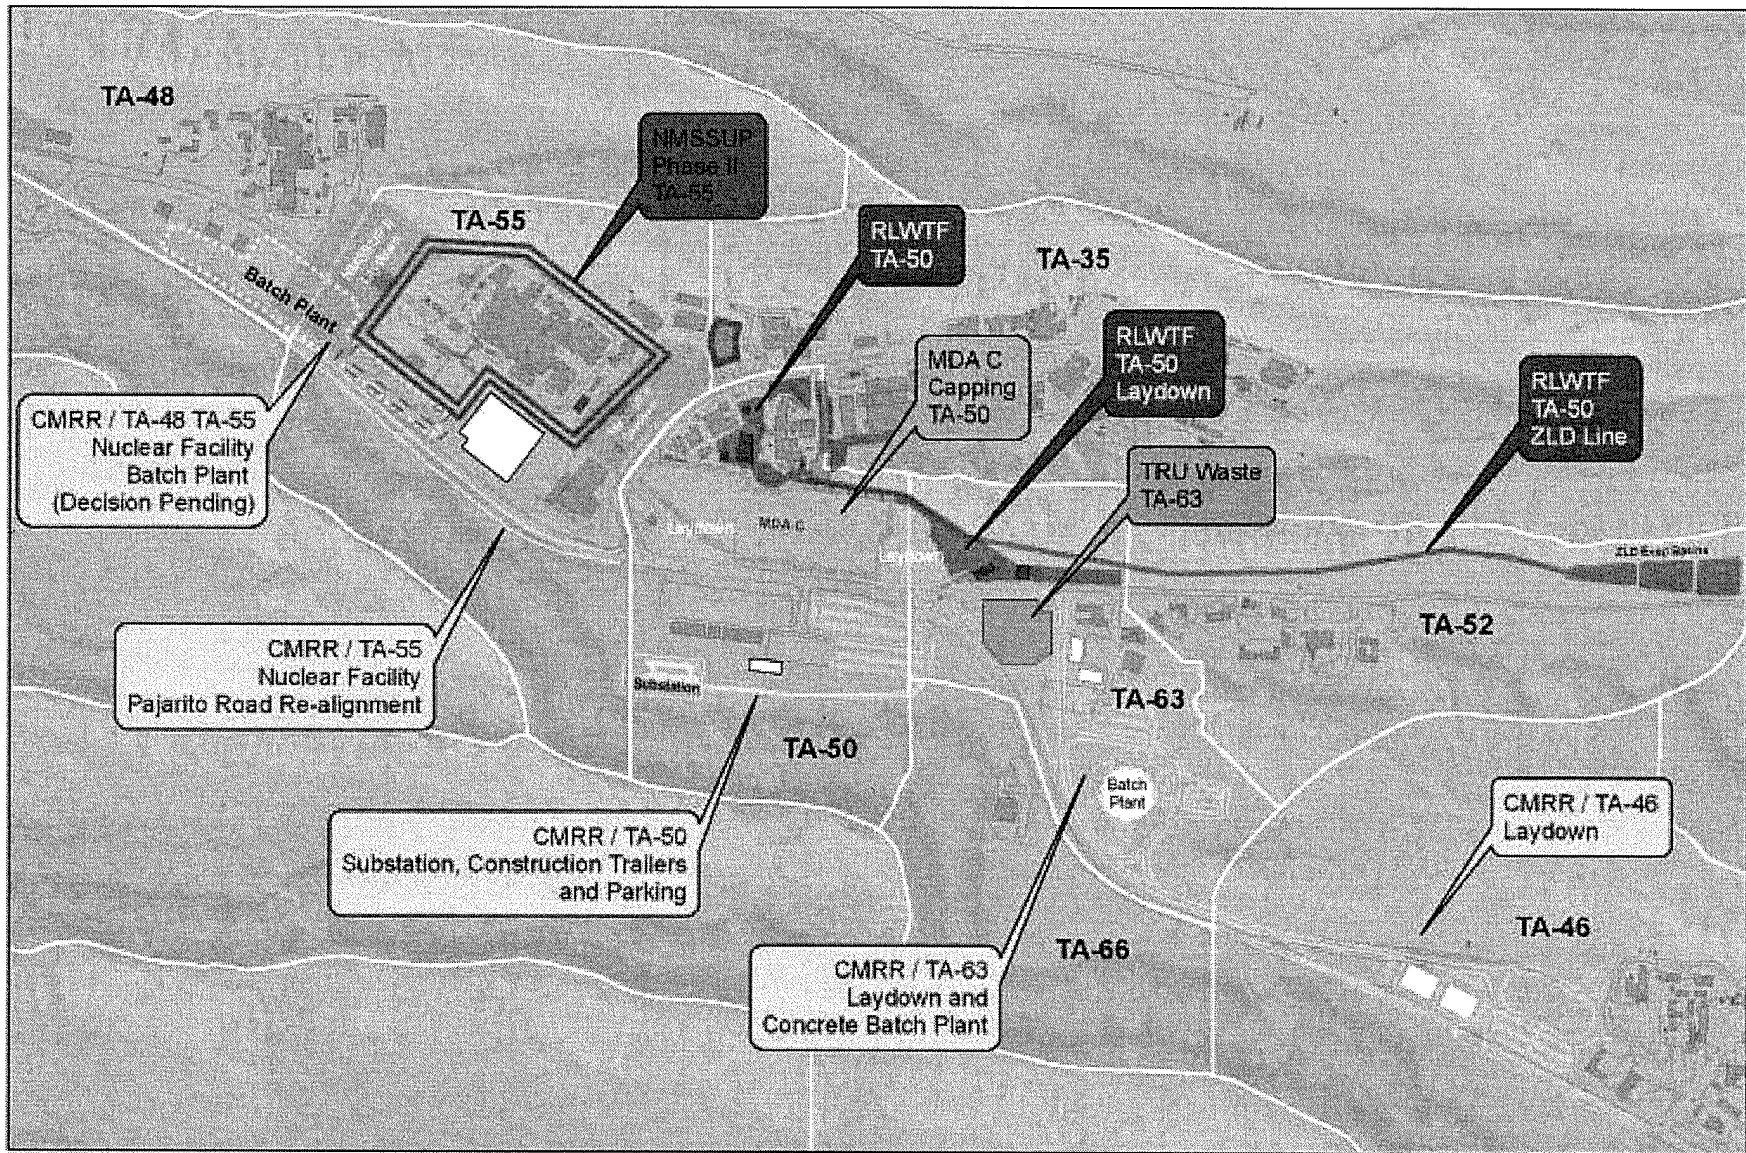 TA-48
NMSSUP
Phase II
TA-55
TA-55
RLWTF
TA-50
TA-35
Batch Plant
MDA C
Capping
TA-50
RLWTF
TA-50
Laydown
RLWTF
TA-50
ZLD Line
CMRR / TA-48 TA-55
Nuclear Facility
Batch Plant
(Decision Pending)
TRU Waste
TA-63
Laydown
MDA C
Laydown
ZLD Evap Basins
CMRR / TA-55
Nuclear Facility
Pajarito Road Re-alignment
TA-52
Substation
TA-63
TA-50
Batch
Plant
CMRR / TA-46
Laydown
CMRR / TA-50
Substation, Construction Trailers
and Parking
TA-46
TA-66
CMRR / TA-63
Laydown and
Concrete Batch Plant